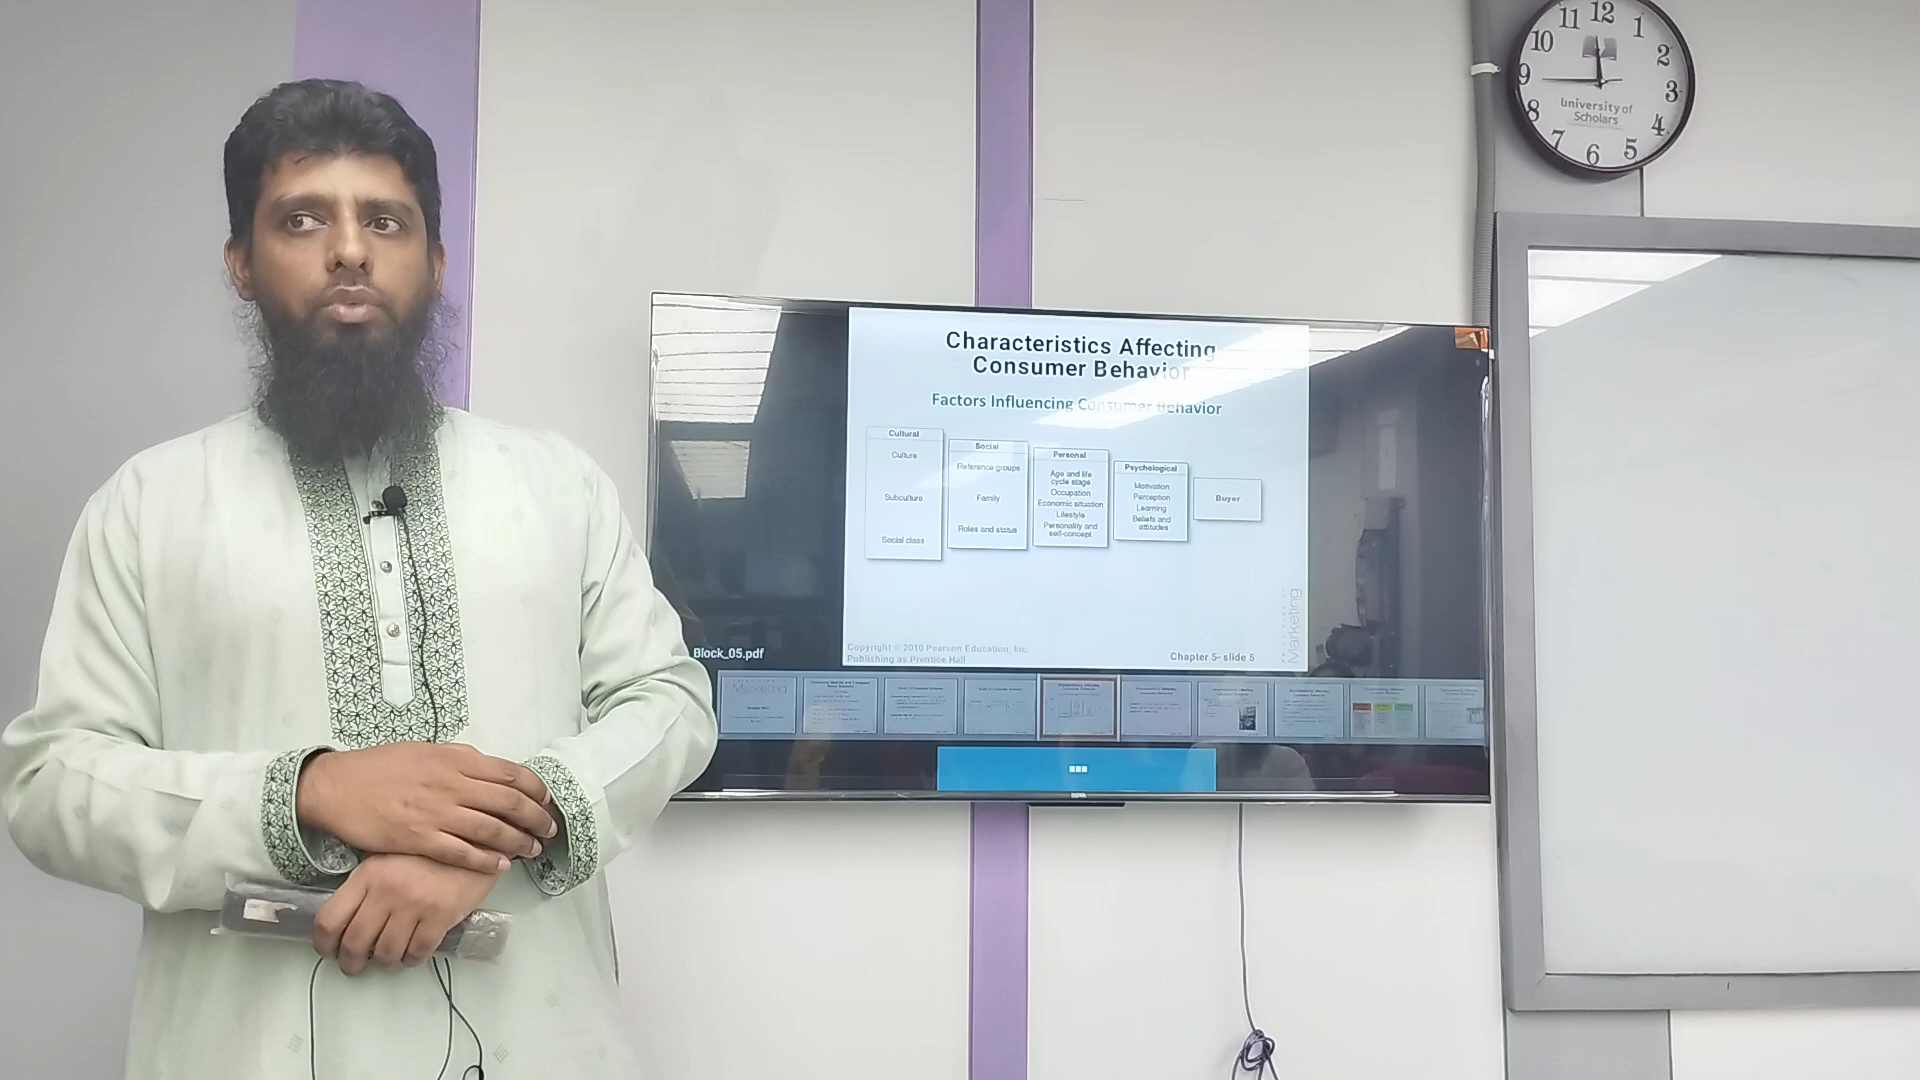 11 12 1
10 2
9 3
8 4
7 6 5
University of
Scholars
Characteristics Affecting
Consumer Behavior
Factors Influencing Consumer Behavior
Cultural
Culture
Subculture
Social class
Social
Reference groups
Family
Roles and status
Personal
Age and life
cycle stage
Occupation
Economic situation
Lifestyle
Personality and
self-concept
Psychological
Motivation
Perception
Learning
Beliefs and
attitudes
Buyer
Marketing
Copyright © 2010 Pearson Education, Inc.
Publishing as Prentice Hall
Chapter 5- slide 5
Block_05.pdf
Marketing